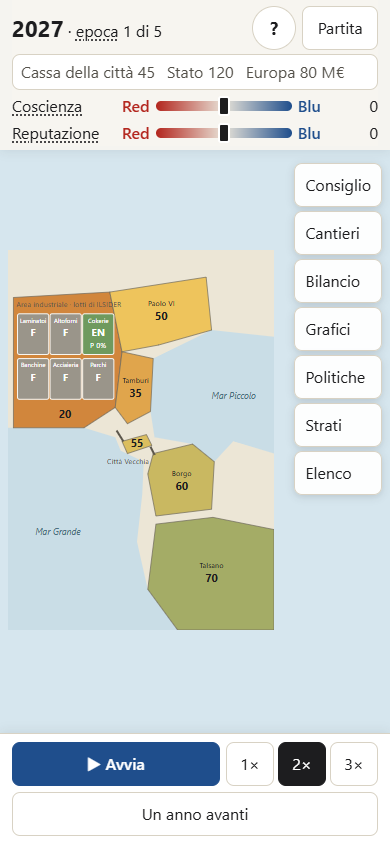 2027 · epoca 1 di 5
?
Partita
Cassa della città 45 Stato 120 Europa 80 M€
Coscienza Red Blu 0
Reputazione Red Blu 0
Consiglio
Cantieri
Bilancio
Grafici
Politiche
Strati
Elenco
Area industriale · lotti di ILSIDER
Laminatoi
F
Altoforni
F
Cokerie
EN
P 0%
Banchine
F
Acciaieria
F
Parchi
F
20
Paolo VI
50
Tamburi
35
Mar Piccolo
55
Città Vecchia
Borgo
60
Mar Grande
Talsano
70
▶ Avvia
1×
2×
3×
Un anno avanti